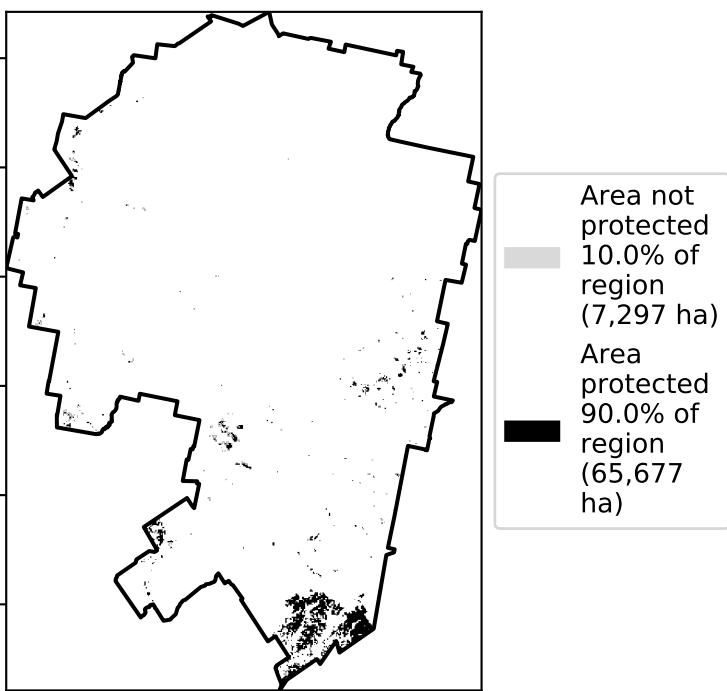 Area not
protected
10.0% of
region
(7,297 ha)
Area
protected
90.0% of
region
(65,677
ha)